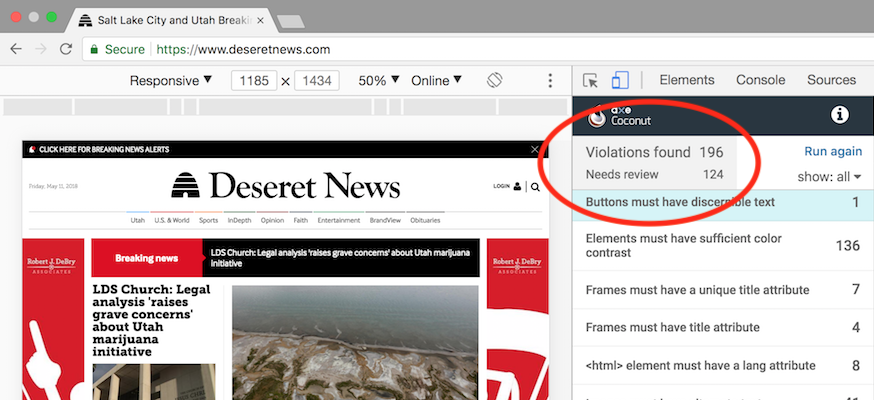 Salt Lake City and Utah Breaki
Secure https://www.deseretnews.com
Responsive ▼ 1185 × 1434 50% ▼ Online ▼
Elements Console Sources
axe
Coconut
Violations found 196
Needs review 124
Run again
show: all
Buttons must have discernible text 1
Elements must have sufficient color
contrast 136
Frames must have a unique title attribute 7
Frames must have title attribute 4
<html> element must have a lang attribute 8
CLICK HERE FOR BREAKING NEWS ALERTS
Friday, May 11, 2018
Deseret News
LOGIN
Utah U.S. & World Sports InDepth Opinion Faith Entertainment BrandView Obituaries
Robert J. DeBry
& ASSOCIATES
Breaking news
LDS Church: Legal analysis 'raises grave concerns' about Utah marijuana
initiative
Robert J. DeBry
& ASSOCIATES
LDS Church: Legal
analysis 'raises
grave concerns'
about Utah
marijuana
initiative